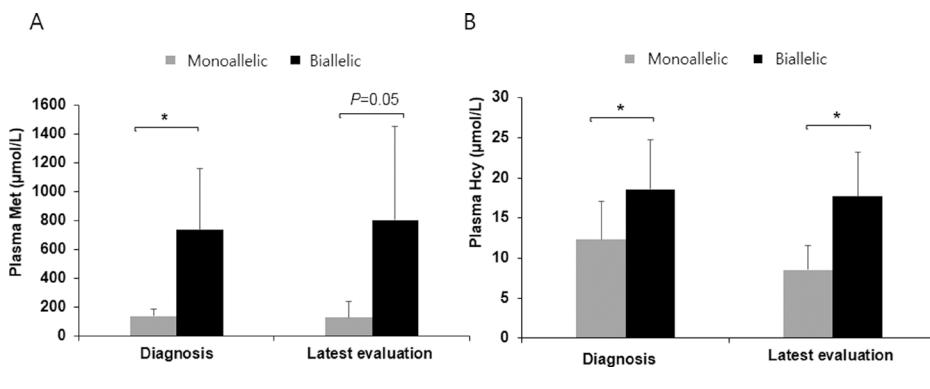 A
Monoallelic Biallelic
Plasma Met (μmol/L)
1600
1400
1200
1000
800
600
400
200
0
*
P=0.05
Diagnosis Latest evaluation
B
Monoallelic Biallelic
Plasma Hcy (μmol/L)
30
25
20
15
10
5
0
*
*
Diagnosis Latest evaluation